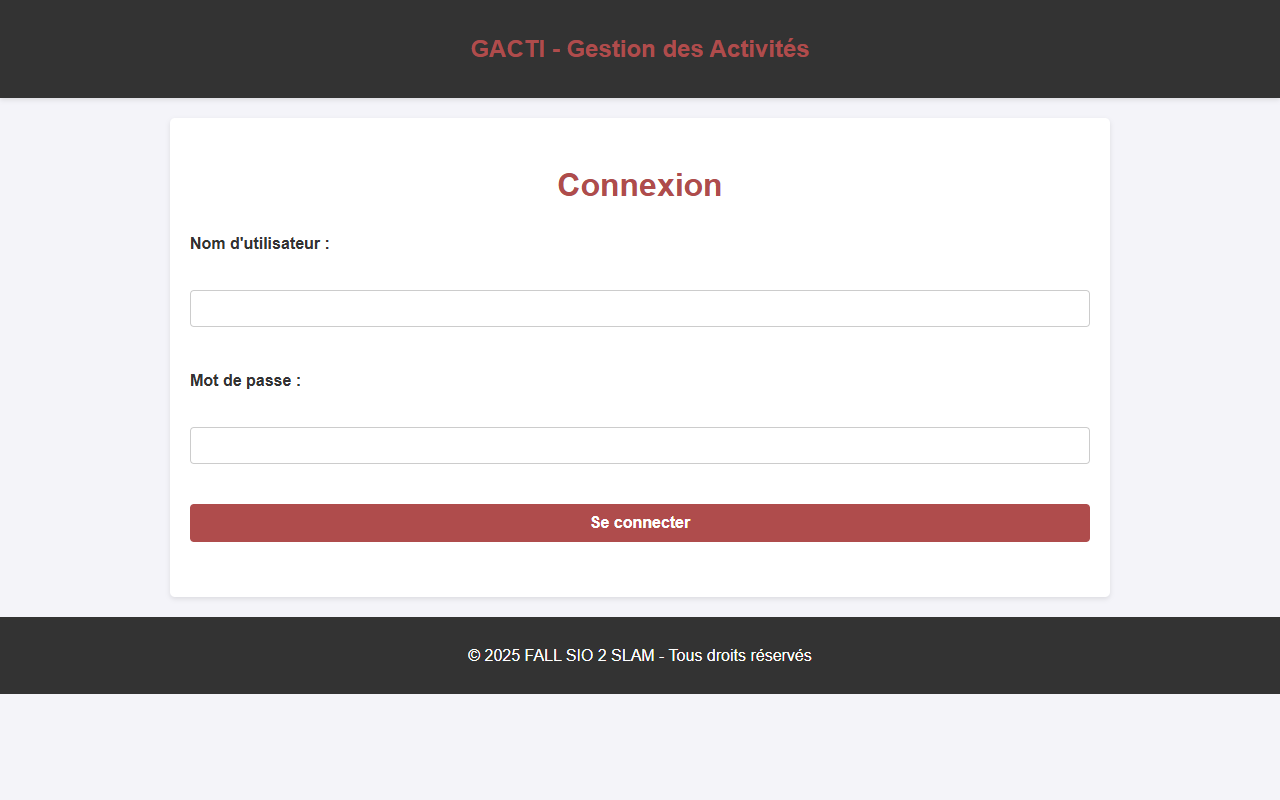 GACTI - Gestion des Activités
Connexion
Nom d'utilisateur :
Mot de passe :
Se connecter
© 2025 FALL SIO 2 SLAM - Tous droits réservés